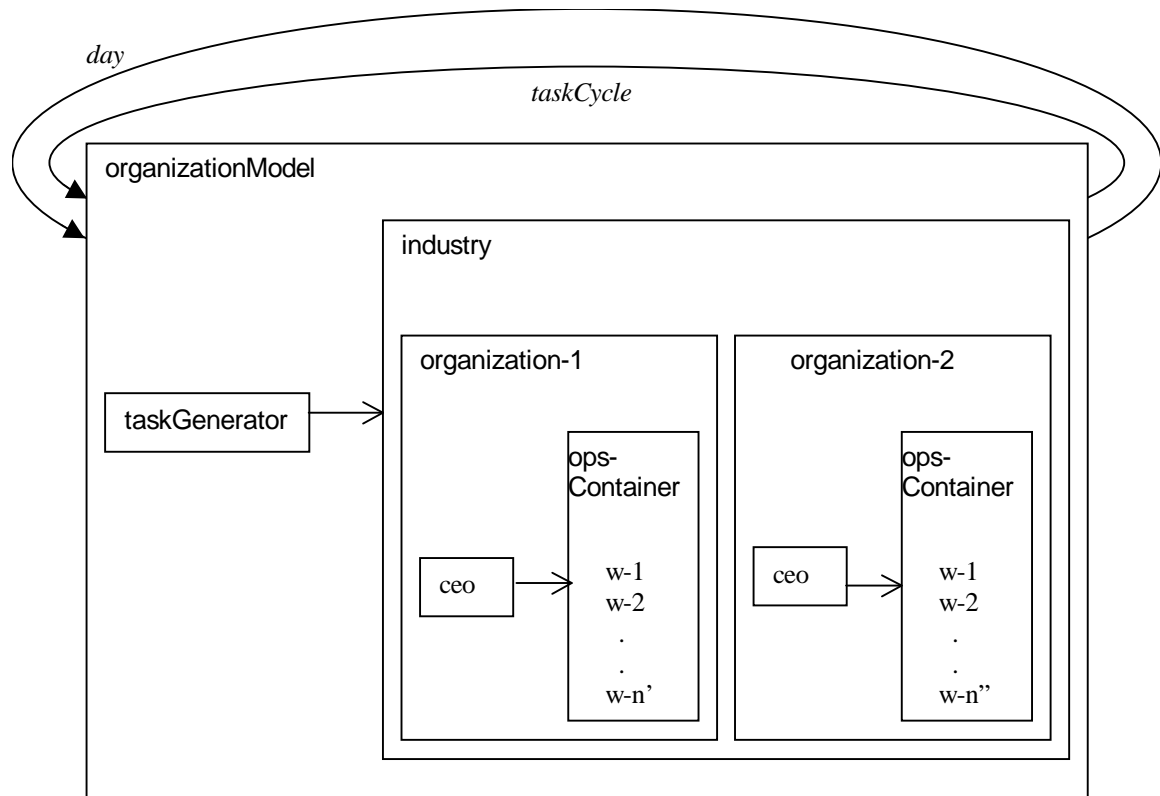 day
taskCycle
organizationModel
industry
organization-1
organization-2
taskGenerator
ops-
Container
ceo
w-1
w-2
.
.
w-n’
ops-
Container
ceo
w-1
w-2
.
.
w-n”